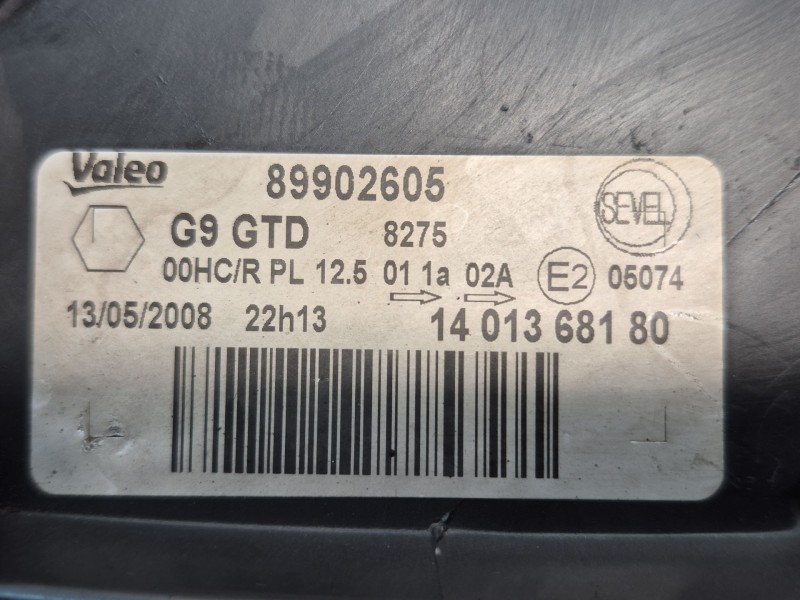 Valeo 89902605
SEVEL
G9 GTD 8275
00HC/R PL 12.5 01 1a 02A E2 05074
13/05/2008 22h13 14 013 681 80